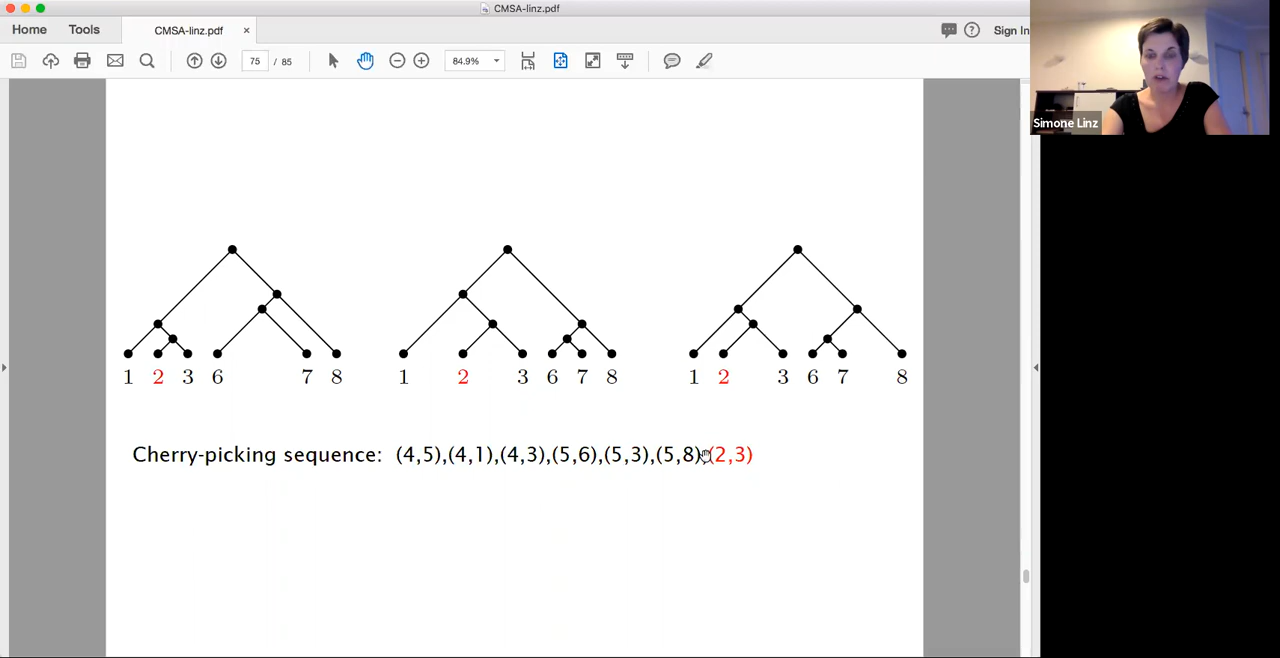 CMSA-linz.pdf
Home Tools CMSA-linz.pdf × Sign In
75 / 85 84.9%
Simone Linz
1 2 3 6 7 8 1 2 3 6 7 8 1 2 3 6 7 8
Cherry-picking sequence: (4,5),(4,1),(4,3),(5,6),(5,3),(5,8),(2,3)